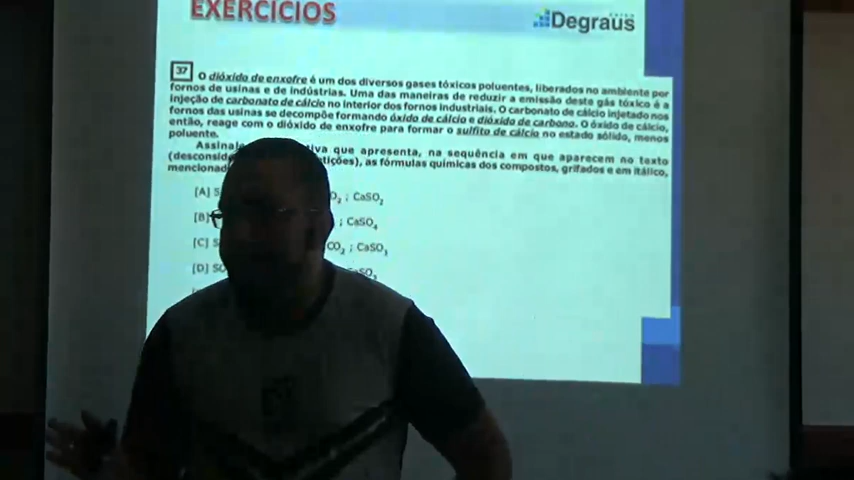 EXERCÍCIOS
CURSO
Degraus
37 O dióxido de enxofre é um dos diversos gases tóxicos poluentes, liberados no ambiente por
fornos de usinas e de indústrias. Uma das maneiras de reduzir a emissão deste gás tóxico é a
injeção de carbonato de cálcio no interior dos fornos industriais. O carbonato de cálcio injetado nos
fornos das usinas se decompõe formando óxido de cálcio e dióxido de carbono. O óxido de cálcio,
então, reage com o dióxido de enxofre para formar o sulfito de cálcio no estado sólido, menos
poluente.
que apresenta, na sequência em que aparecem no texto
as fórmulas químicas dos compostos, grifados e em itálico,
[A] ; CaSO₂
[B] ; CaSO₄
[C] CO₂ ; CaSO₃
[D] SO